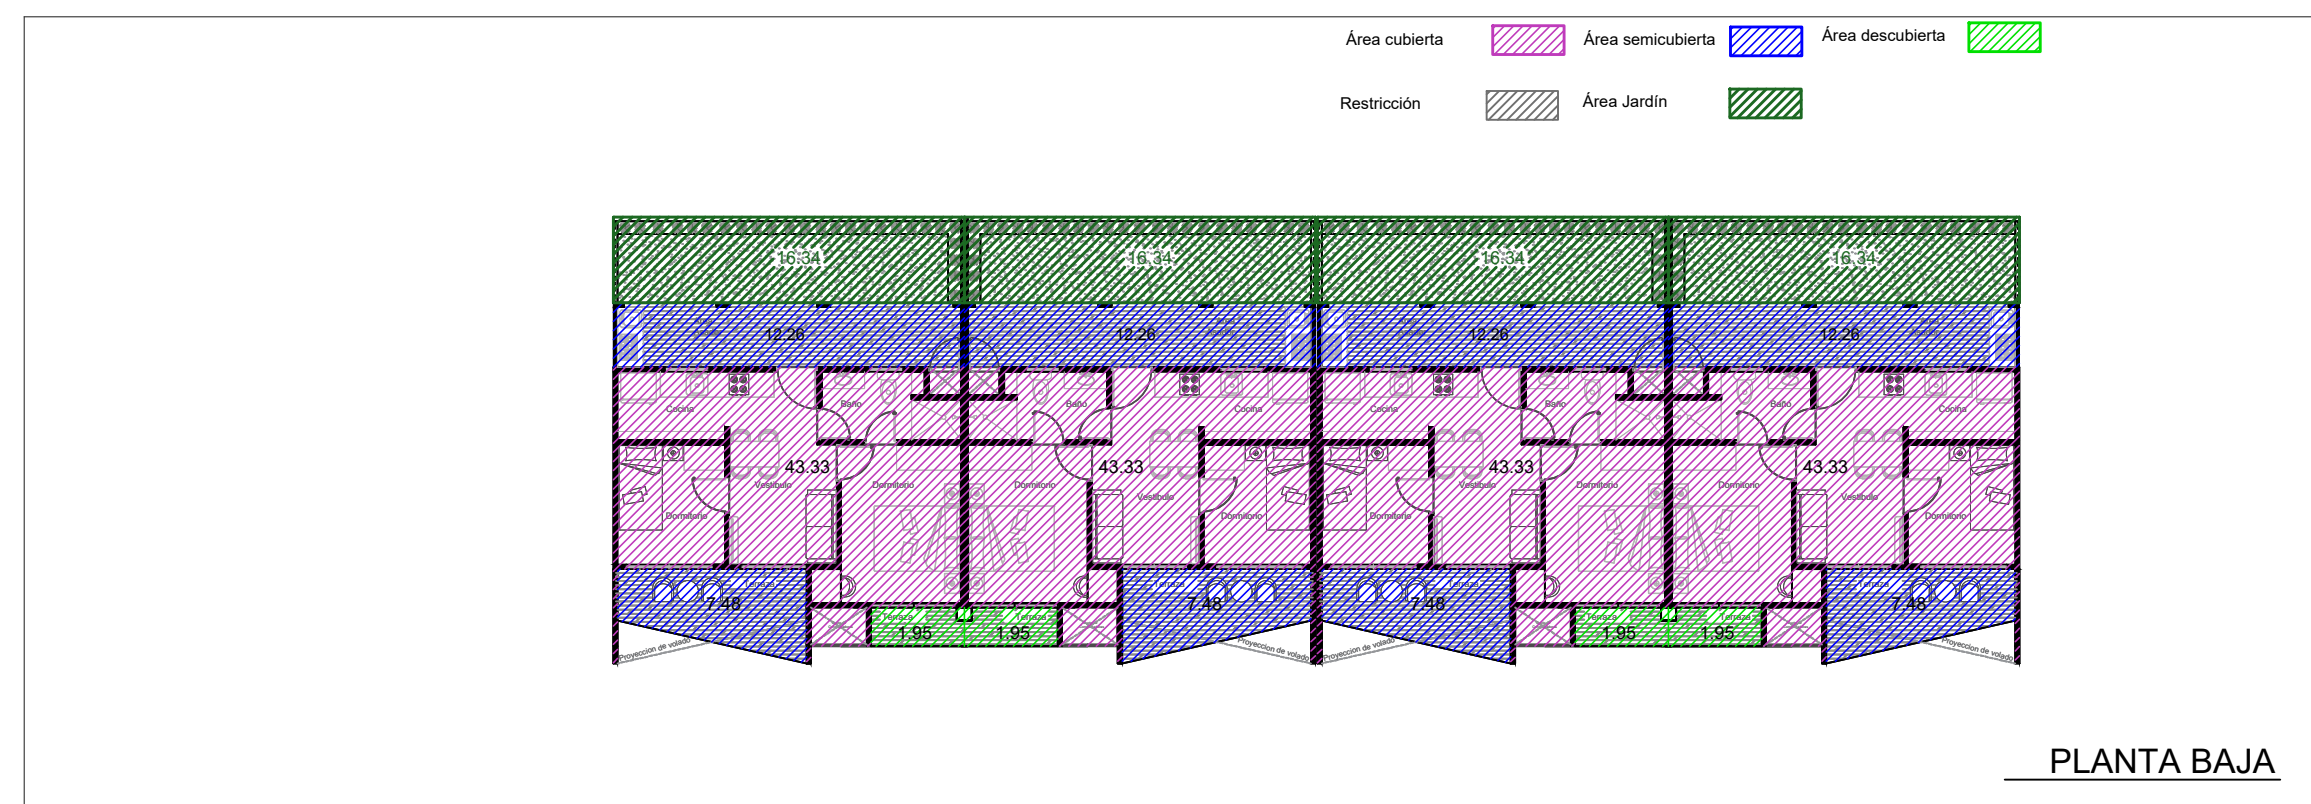 Área cubierta Área semicubierta Área descubierta
Restricción Área Jardín
16.34 16.34 16.34 16.34
12.26 12.26 12.26 12.26
Cocina Baño Baño Cocina Cocina Baño Baño Cocina
43.33 43.33 43.33 43.33
Vestibulo Dormitorio Dormitorio Vestibulo Vestibulo Dormitorio Dormitorio Vestibulo
Dormitorio Dormitorio Dormitorio Dormitorio
Terraza Terraza Terraza Terraza
7.48 7.48 7.48 7.48
Terraza Terraza Terraza Terraza
1.95 1.95 1.95 1.95
Proyeccion de volado Proyeccion de volado Proyeccion de volado Proyeccion de volado
PLANTA BAJA